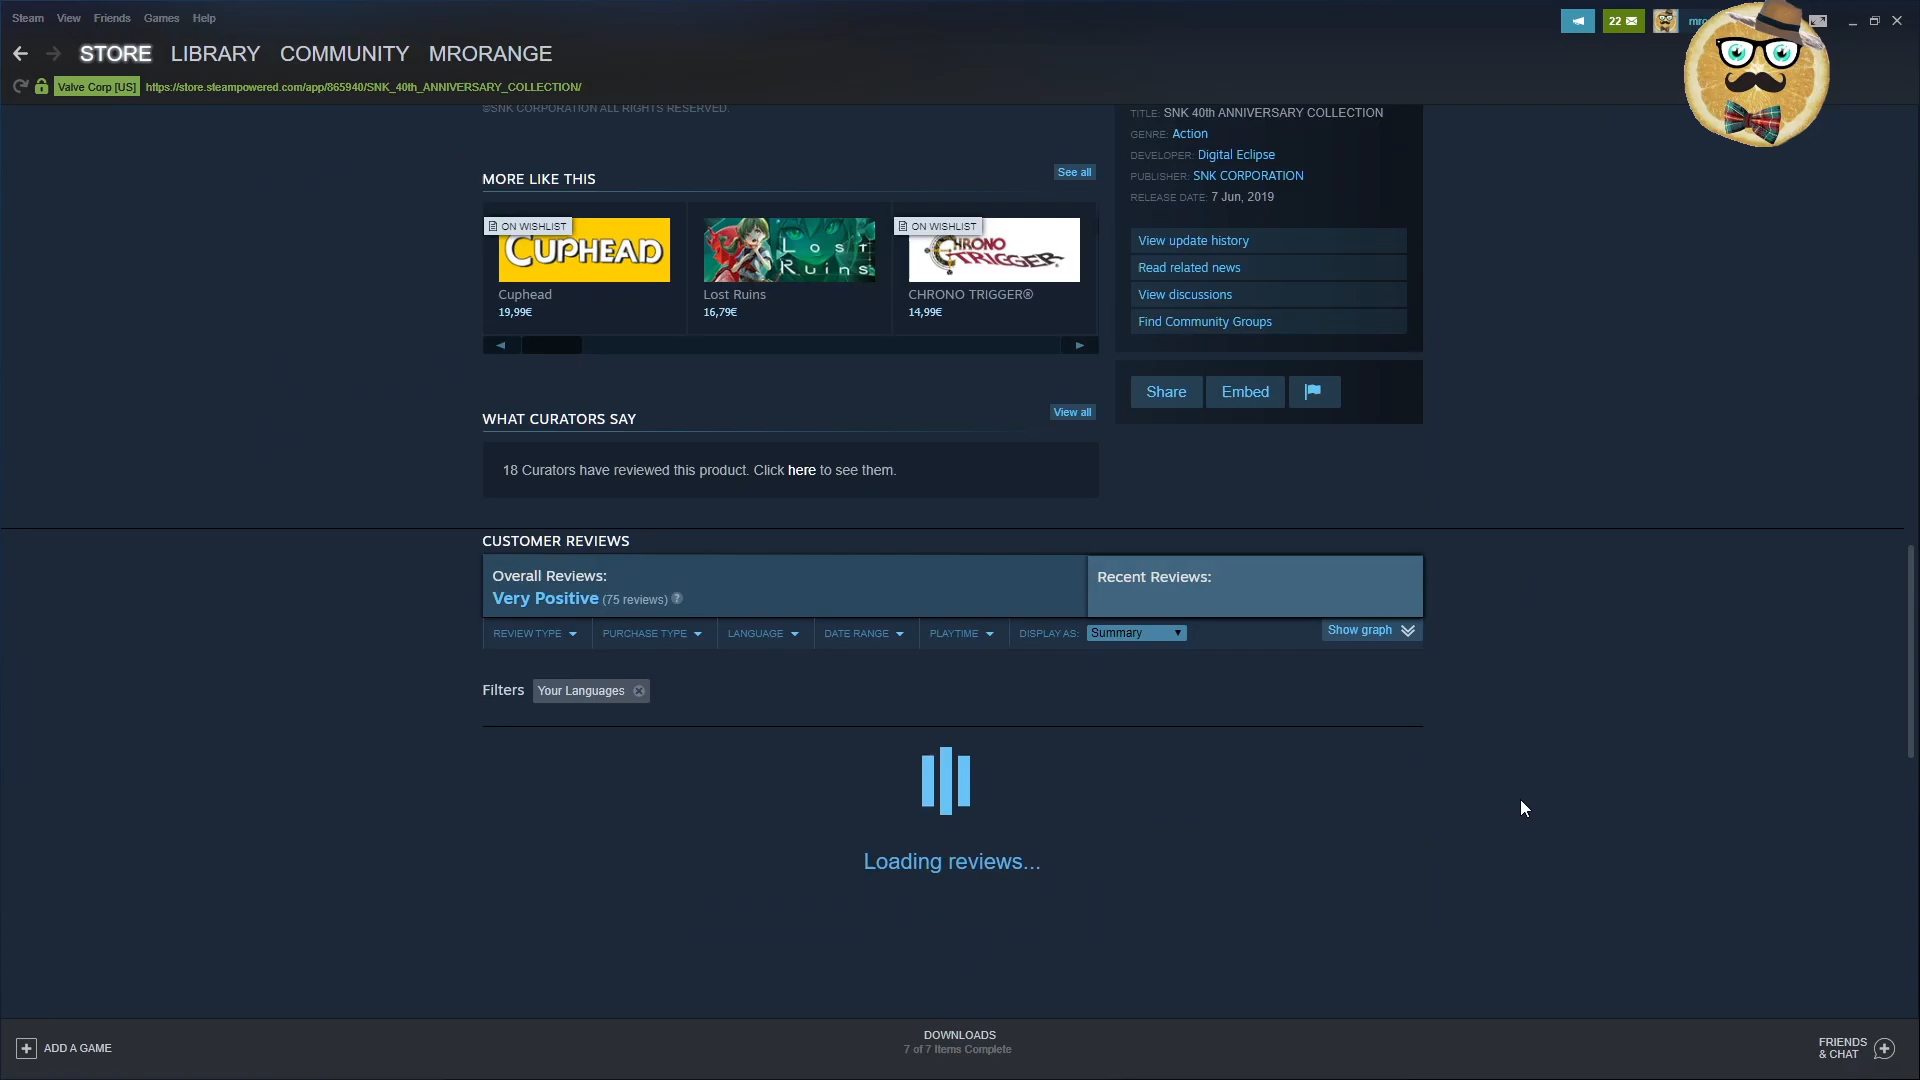 Steam View Friends Games Help
22
STORE LIBRARY COMMUNITY MRORANGE
Valve Corp [US] https://store.steampowered.com/app/865940/SNK_40th_ANNIVERSARY_COLLECTION/
©SNK CORPORATION ALL RIGHTS RESERVED.
TITLE: SNK 40th ANNIVERSARY COLLECTION
GENRE: Action
DEVELOPER: Digital Eclipse
PUBLISHER: SNK CORPORATION
RELEASE DATE: 7 Jun, 2019
View update history
Read related news
View discussions
Find Community Groups
Share Embed
MORE LIKE THIS See all
ON WISHLIST
CUPHEAD
Cuphead
19,99€
Lost
Ruins
Lost Ruins
16,79€
ON WISHLIST
CHRONO
TRIGGER
CHRONO TRIGGER®
14,99€
WHAT CURATORS SAY View all
18 Curators have reviewed this product. Click here to see them.
CUSTOMER REVIEWS
Overall Reviews:
Very Positive (75 reviews) ?
Recent Reviews:
REVIEW TYPE PURCHASE TYPE LANGUAGE DATE RANGE PLAYTIME DISPLAY AS: Summary Show graph
Filters Your Languages
Loading reviews...
ADD A GAME
DOWNLOADS
7 of 7 Items Complete
FRIENDS
& CHAT